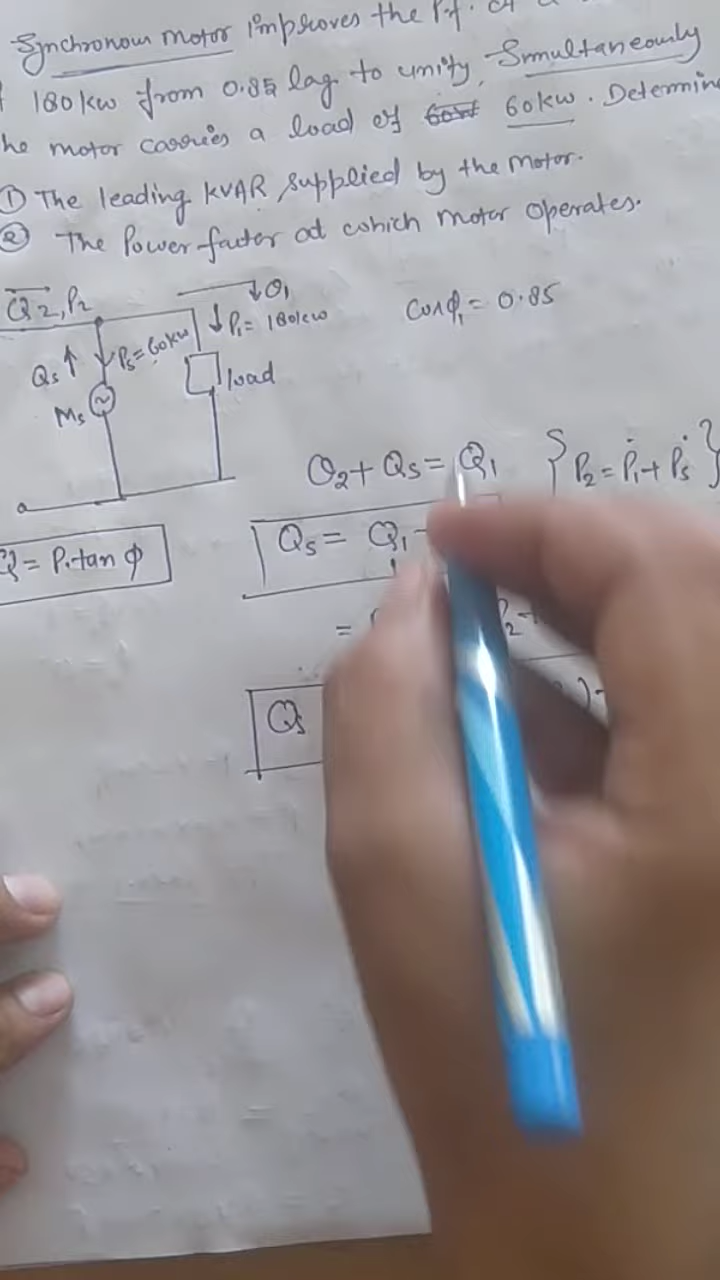 Synchronous motor improves the P.f. of a
180kw from 0.85 lag to unity. Simultaneously
he motor carries a load of 60kw. Determine
① The leading KVAR supplied by the motor.
② The Power factor at which motor operates.
Q2, P2
Q1
P1= 180kw
Cosφ1= 0.85
Qs ↑
Ps=60kw
load
Ms
Q2+ Qs= Q1 { P2= P1+ Ps }
Q= P.tan φ
Qs= Q1-
=
P2
Qs